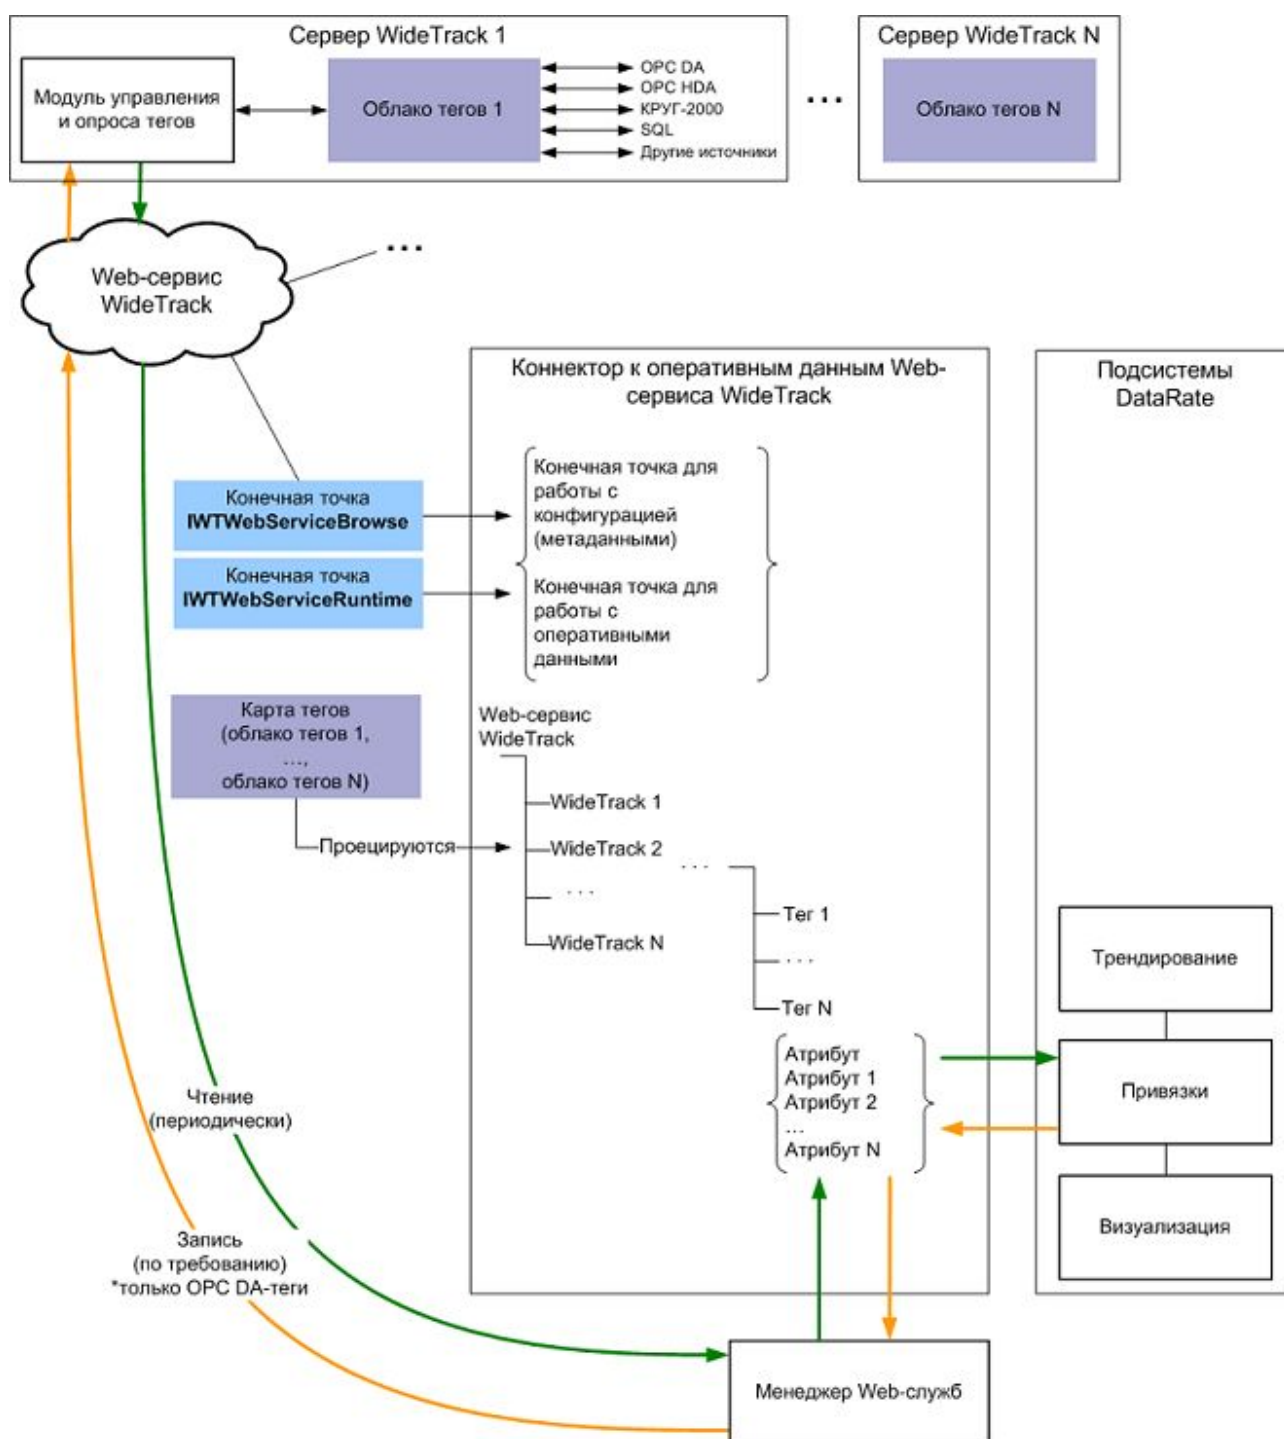 Сервер WideTrack 1
Сервер WideTrack N
Модуль управления
и опроса тегов
Облако тегов 1
OPC DA
OPC HDA
КРУГ-2000
SQL
Другие источники
...
Облако тегов N
Web-сервис
WideTrack
...
Коннектор к оперативным данным Web-
сервиса WideTrack
Подсистемы
DataRate
Конечная точка
IWTWebServiceBrowse
Конечная точка для
работы с
конфигурацией
(метаданными)
Конечная точка
IWTWebServiceRuntime
Конечная точка для
работы с
оперативными
данными
Карта тегов
(облако тегов 1,
...,
облако тегов N)
Web-сервис
WideTrack
WideTrack 1
Проецируются
WideTrack 2
...
...
WideTrack N
Тег 1
...
Тег N
Трендирование
Атрибут
Атрибут 1
Атрибут 2
...
Атрибут N
Привязки
Визуализация
Чтение
(периодически)
Запись
(по требованию)
*только OPC DA-теги
Менеджер Web-служб